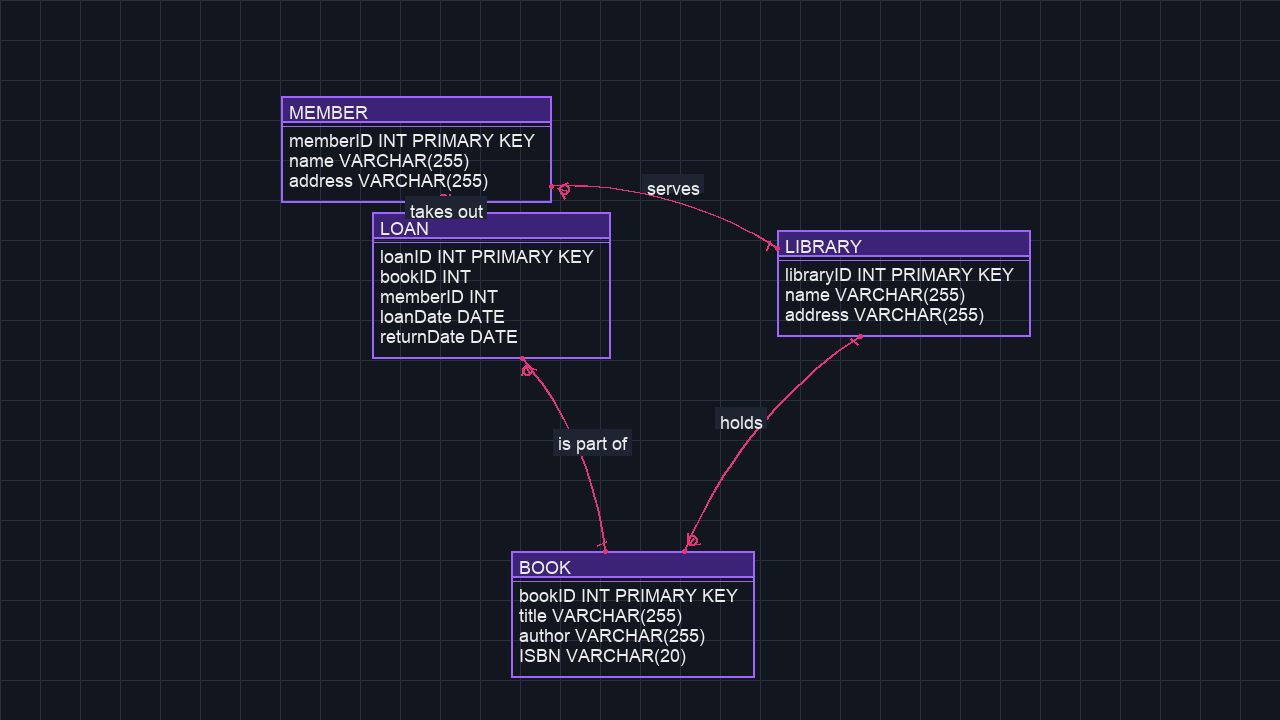 MEMBER
memberID INT PRIMARY KEY
name VARCHAR(255)
address VARCHAR(255)
takes out
serves
LOAN
loanID INT PRIMARY KEY
bookID INT
memberID INT
loanDate DATE
returnDate DATE
LIBRARY
libraryID INT PRIMARY KEY
name VARCHAR(255)
address VARCHAR(255)
is part of
holds
BOOK
bookID INT PRIMARY KEY
title VARCHAR(255)
author VARCHAR(255)
ISBN VARCHAR(20)